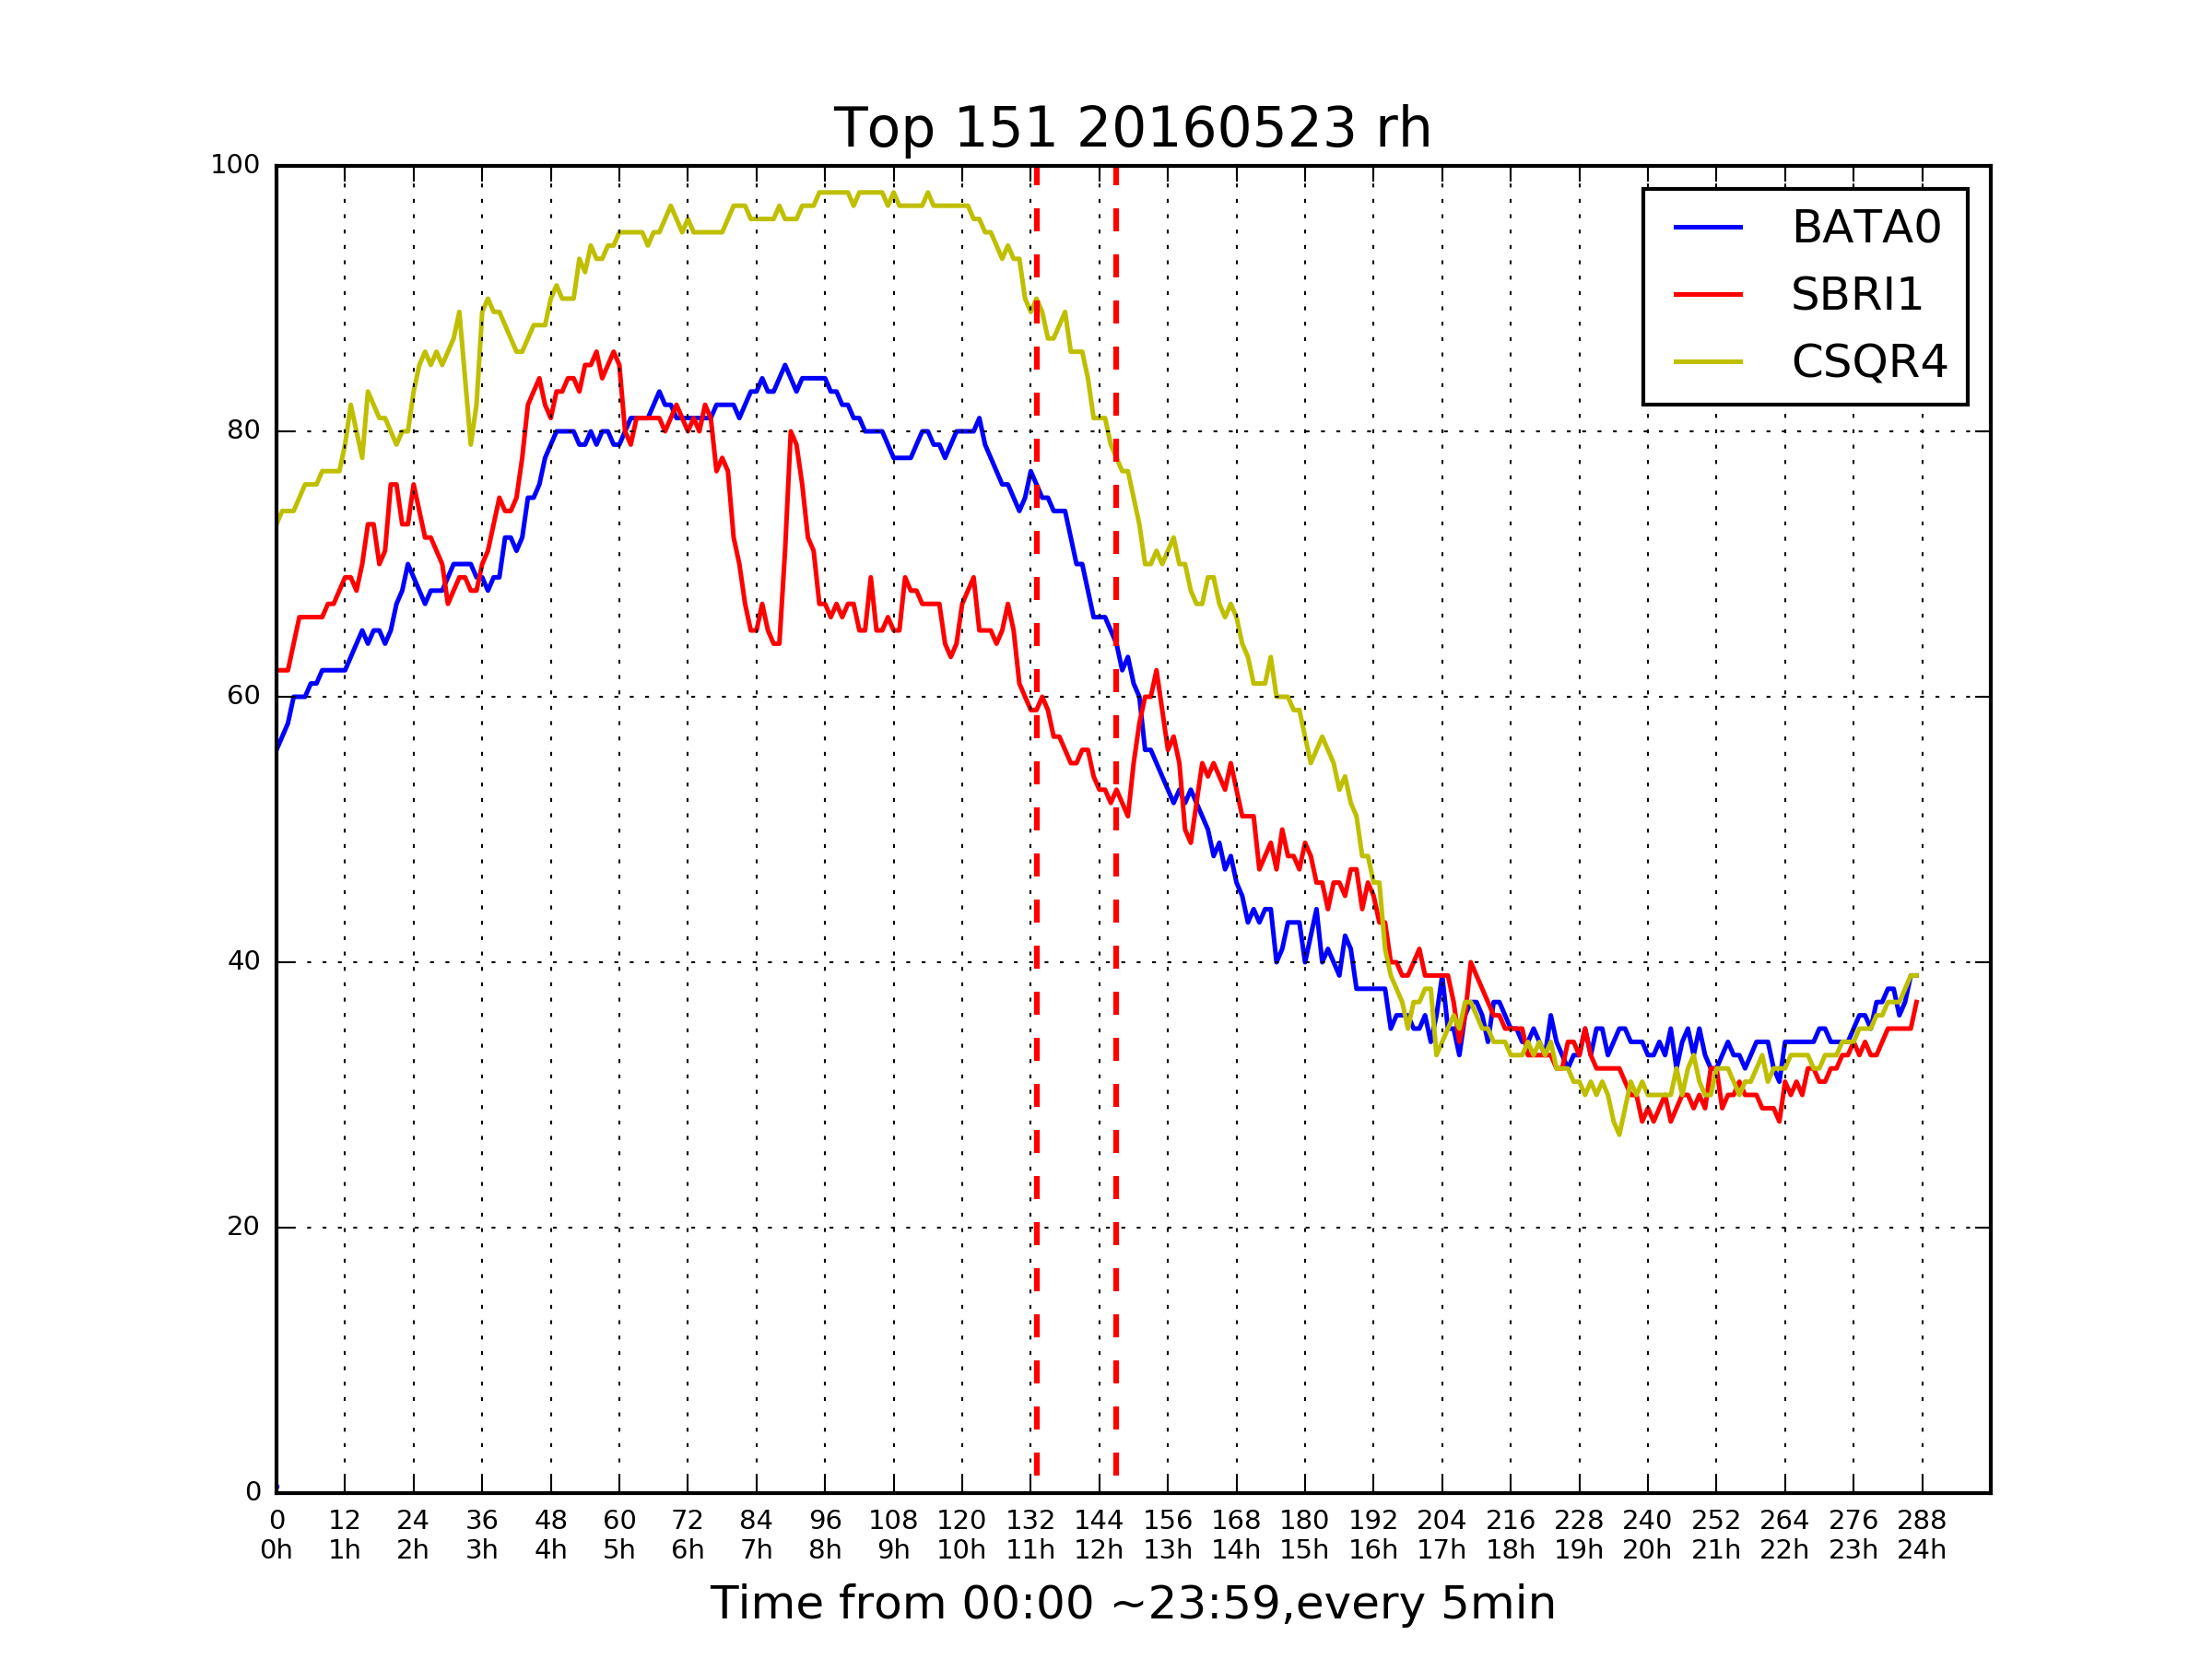 Top 151 20160523 rh
100
80
60
40
20
0
BATA0
SBRI1
CSQR4
0 12 24 36 48 60 72 84 96 108 120 132 144 156 168 180 192 204 216 228 240 252 264 276 288
0h 1h 2h 3h 4h 5h 6h 7h 8h 9h 10h 11h 12h 13h 14h 15h 16h 17h 18h 19h 20h 21h 22h 23h 24h
Time from 00:00 ~23:59,every 5min